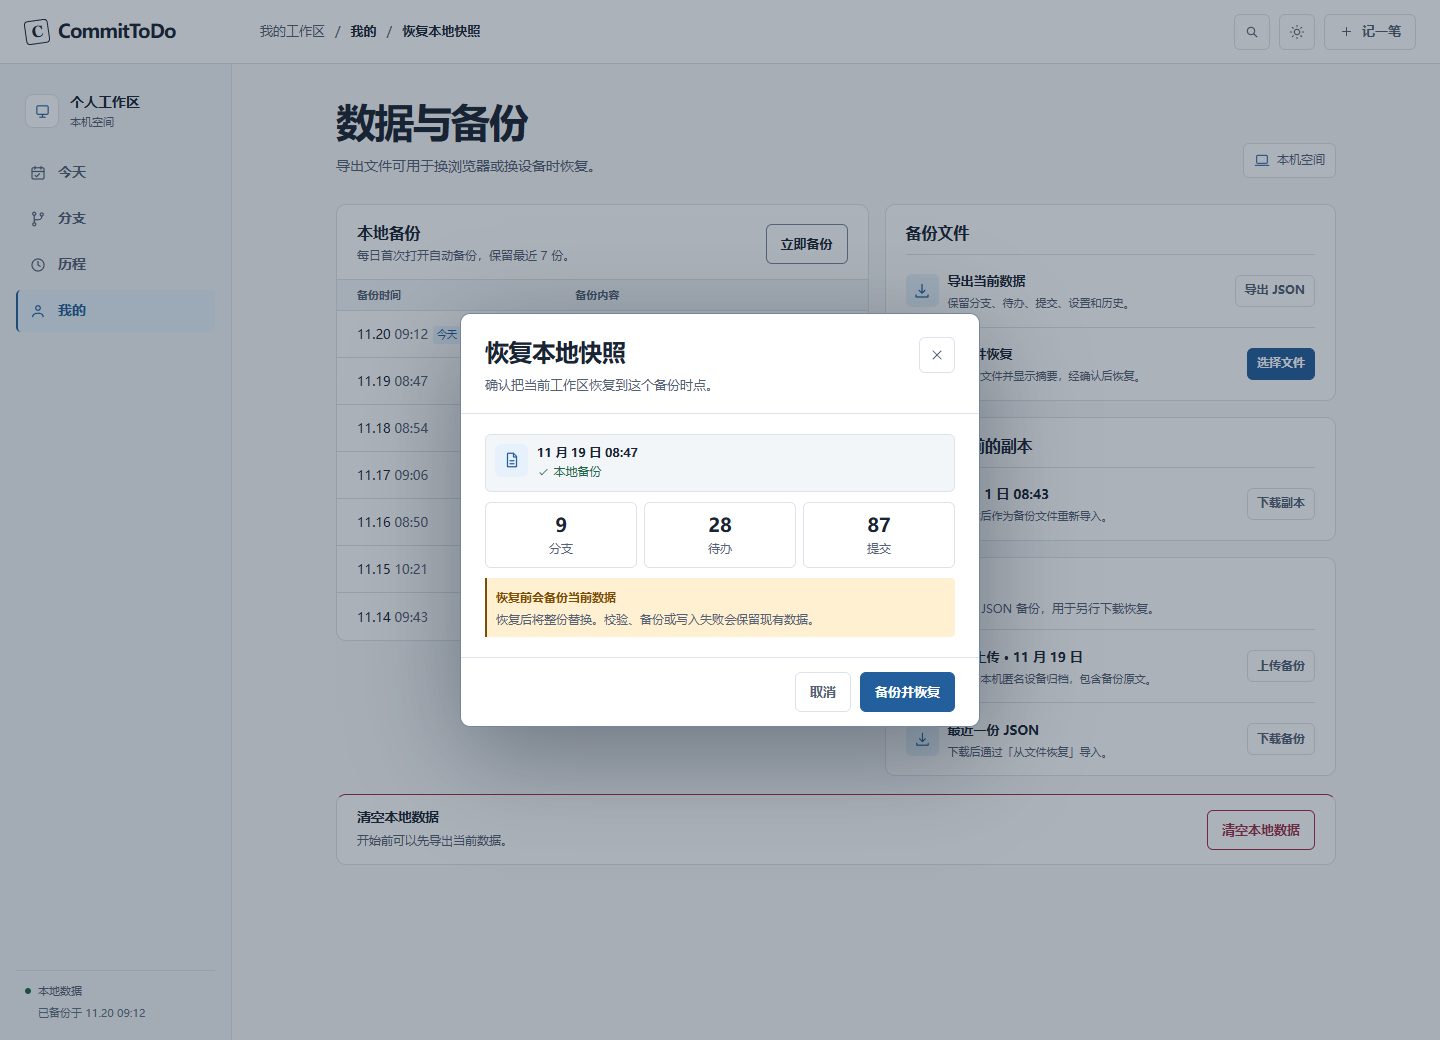 C CommitToDo
我的工作区 / 我的 / 恢复本地快照
记一笔
个人工作区
本机空间
今天
分支
历程
我的
本地数据
已备份于 11.20 09:12
数据与备份
导出文件可用于换浏览器或换设备时恢复。
本机空间
本地备份
每日首次打开自动备份，保留最近 7 份。
立即备份
备份时间 备份内容
11.20 09:12 今天
11.19 08:47
11.18 08:54
11.17 09:06
11.16 08:50
11.15 10:21
11.14 09:43
备份文件
导出当前数据
保留分支、待办、提交、设置和历史。
导出 JSON
件恢复
文件并显示摘要，经确认后恢复。
选择文件
前的副本
1 日 08:43
后作为备份文件重新导入。
下载副本
JSON 备份，用于另行下载恢复。
上传 • 11 月 19 日
本机匿名设备归档，包含备份原文。
上传备份
最近一份 JSON
下载后通过「从文件恢复」导入。
下载备份
清空本地数据
开始前可以先导出当前数据。
清空本地数据
恢复本地快照
确认把当前工作区恢复到这个备份时点。
11 月 19 日 08:47
本地备份
9
分支
28
待办
87
提交
恢复前会备份当前数据
恢复后将整份替换。校验、备份或写入失败会保留现有数据。
取消
备份并恢复